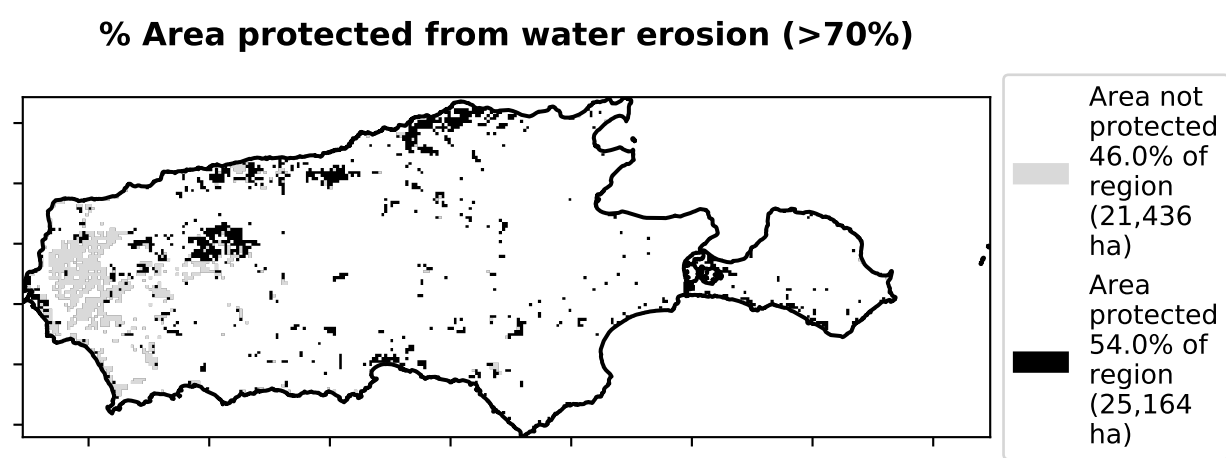 % Area protected from water erosion (>70%)
Area not
protected
46.0% of
region
(21,436
ha)
Area
protected
54.0% of
region
(25,164
ha)